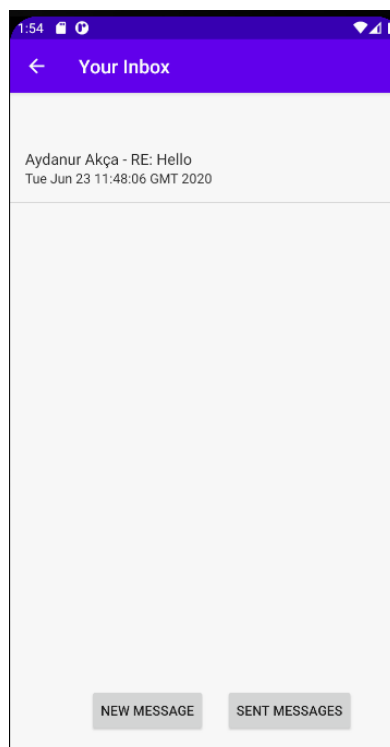 1:54
Your Inbox
Aydanur Akça - RE: Hello
Tue Jun 23 11:48:06 GMT 2020
NEW MESSAGE
SENT MESSAGES